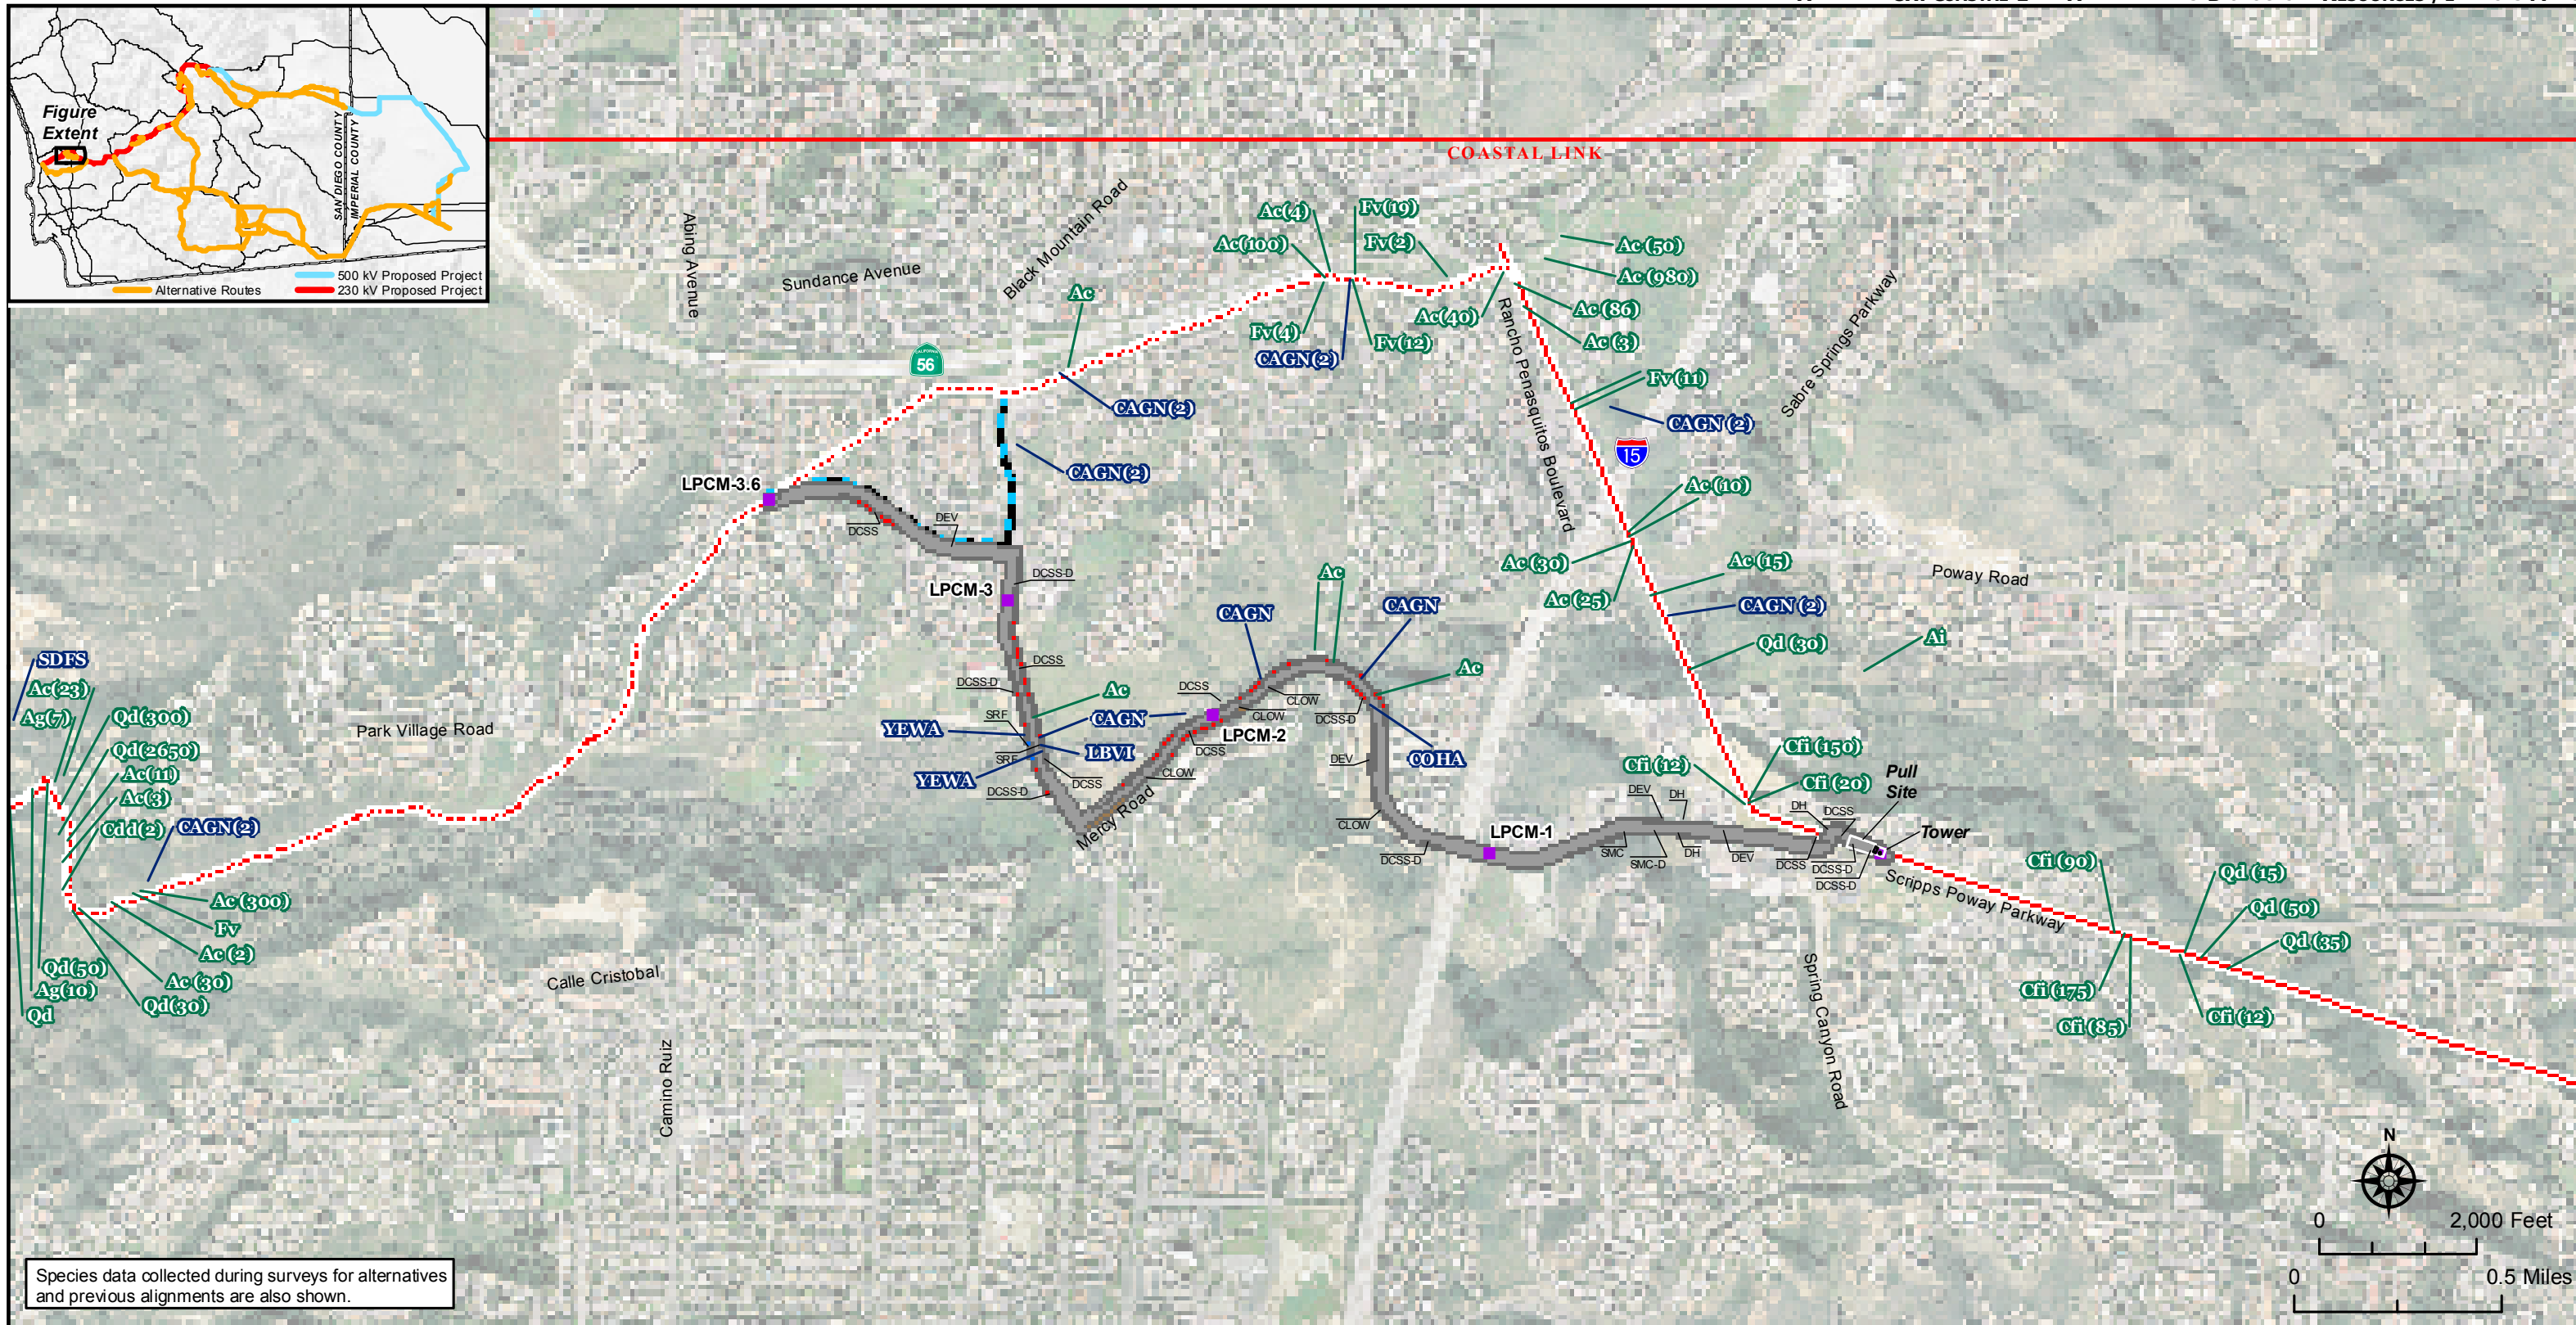 Figure
Extent
SAN DIEGO COUNTY
IMPERIAL COUNTY
500 kV Proposed Project
Alternative Routes
230 kV Proposed Project
COASTAL LINK
Abing Avenue
Sundance Avenue
Black Mountain Road
Ac(4)
Fv(19)
Ac(100)
Fv(2)
Ac (50)
Ac (980)
Ac
Ac(40)
Ac (86)
Fv(4)
Fv(12)
Ac (3)
CAGN(2)
CALIFORNIA
56
Rancho Penasquitos Boulevard
Sabre Springs Parkway
Fv (11)
CAGN(2)
CAGN (2)
15
CAGN(2)
LPCM-3.6
Ac (10)
DCSS
DEV
Ac (30)
Ac (15)
Poway Road
DCSS-D
LPCM-3
Ac
Ac (25)
CAGN
CAGN
CAGN (2)
Ai
Qd (30)
SDFS
DCSS
Ac
Ac(23)
DCSS-D
DCSS
CLOW
Ac
Ag(7)
Qd(300)
SRF
CAGN
CLOW
DCSS-D
Park Village Road
YEWA
LPCM-2
Qd(2650)
SRF
LBVI
DCSS
DEV
COHA
Cfi (150)
Ac(11)
YEWA
DCSS
CLOW
Cfi (12)
Pull
Site
Cfi (20)
Ac(3)
DCSS-D
DEV
DH
DH
DCSS
Cdd(2)
CAGN(2)
Mercy Road
CLOW
LPCM-1
Tower
DCSS-D
SMC
SMC-D
DH
DEV
DCSS
DCSS-D
DCSS-D
Cfi (90)
Qd (15)
Scripps Poway Parkway
Ac(300)
Qd (50)
Fv
Qd (35)
Ac (2)
Qd(50)
Calle Cristobal
Ac (30)
Ag(10)
Cfi (175)
Qd(30)
Cfi (12)
Qd
Cfi (85)
Spring Canyon Road
Camino Ruiz
N
0 2,000 Feet
0 0.5 Miles
Species data collected during surveys for alternatives
and previous alignments are also shown.